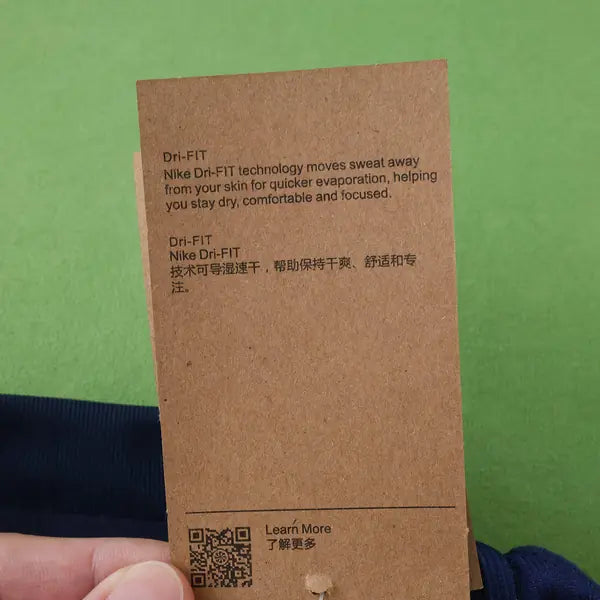 Dri-FIT
Nike Dri-FIT technology moves sweat away
from your skin for quicker evaporation, helping
you stay dry, comfortable and focused.
Dri-FIT
Nike Dri-FIT
技术可导湿速干，帮助保持干爽、舒适和专
注。
Learn More
了解更多